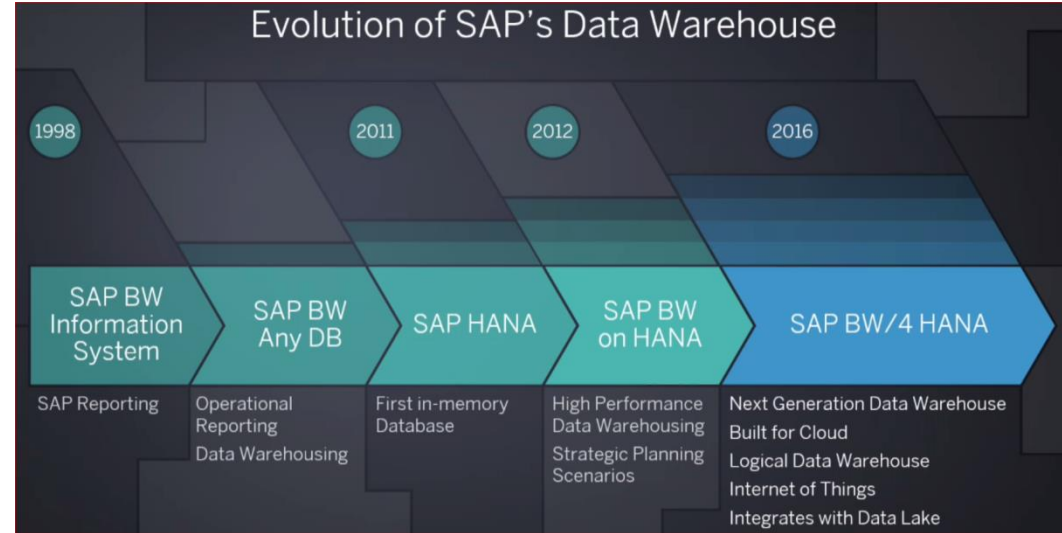 Evolution of SAP's Data Warehouse
1998
2011
2012
2016
SAP BW
Information
System
SAP BW
Any DB
SAP HANA
SAP BW
on HANA
SAP BW/4 HANA
SAP Reporting
Operational
Reporting
Data Warehousing
First in-memory
Database
High Performance
Data Warehousing
Strategic Planning
Scenarios
Next Generation Data Warehouse
Built for Cloud
Logical Data Warehouse
Internet of Things
Integrates with Data Lake